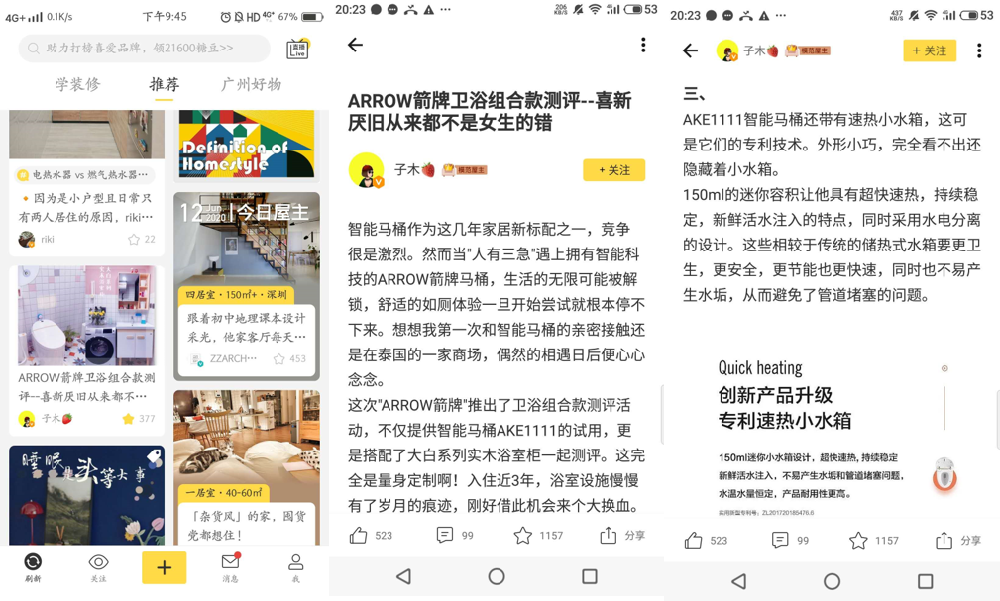 4G+ 0.1K/s 下午9:45 HD 4G+ 67%
助力打榜喜爱品牌，领21600糖豆>>
直播
Live
学装修 推荐 广州好物
电热水器 vs 燃气热水器···
因为是小户型且日常只
有两人居住的原因，riki···
riki 22
ARROW箭牌卫浴组合款测
评--喜新厌旧从来都不···
子木 377
睡眠是头等大事
Definition of
Homestyle
12 Jun. 2020 今日屋主
四居室·150㎡+·深圳
跟着初中地理课本设计
采光，他家客厅每天···
ZZARCH··· 453
一居室·40-60㎡
「杂货风」的家，囤货
党都想住！
刷新 关注 消息 我
20:23 ··· 206 KB/S 4G 53
ARROW箭牌卫浴组合款测评--喜新
厌旧从来都不是女生的错
子木 模范屋主 + 关注
智能马桶作为这几年家居新标配之一，竞争
很是激烈。然而当"人有三急"遇上拥有智能科
技的ARROW箭牌马桶，生活的无限可能被解
锁，舒适的如厕体验一旦开始尝试就根本停不
下来。想想我第一次和智能马桶的亲密接触还
是在泰国的一家商场，偶然的相遇日后便心心
念念。
这次"ARROW箭牌"推出了卫浴组合款测评活
动，不仅提供智能马桶AKE1111的试用，更
是搭配了大白系列实木浴室柜一起测评。这完
全是量身定制啊！入住近3年，浴室设施慢慢
有了岁月的痕迹，刚好借此机会来个大换血。
523 99 1157 分享
20:23 ··· 437 KB/S 4G 53
子木 模范屋主 + 关注
三、
AKE1111智能马桶还带有速热小水箱，这可
是它们的专利技术。外形小巧，完全看不出还
隐藏着小水箱。
150ml的迷你容积让他具有超快速热，持续稳
定，新鲜活水注入的特点，同时采用水电分离
的设计。这些相较于传统的储热式水箱要更卫
生，更安全，更节能也更快速，同时也不易产
生水垢，从而避免了管道堵塞的问题。
Quick heating
创新产品升级
专利速热小水箱
150ml迷你小水箱设计，超快速热, 持续稳定
新鲜活水注入，不易产生水垢和管道堵塞问题，
水温水量恒定，产品耐用性更高。
实用新型专利号：ZL201720185476.6
523 99 1157 分享